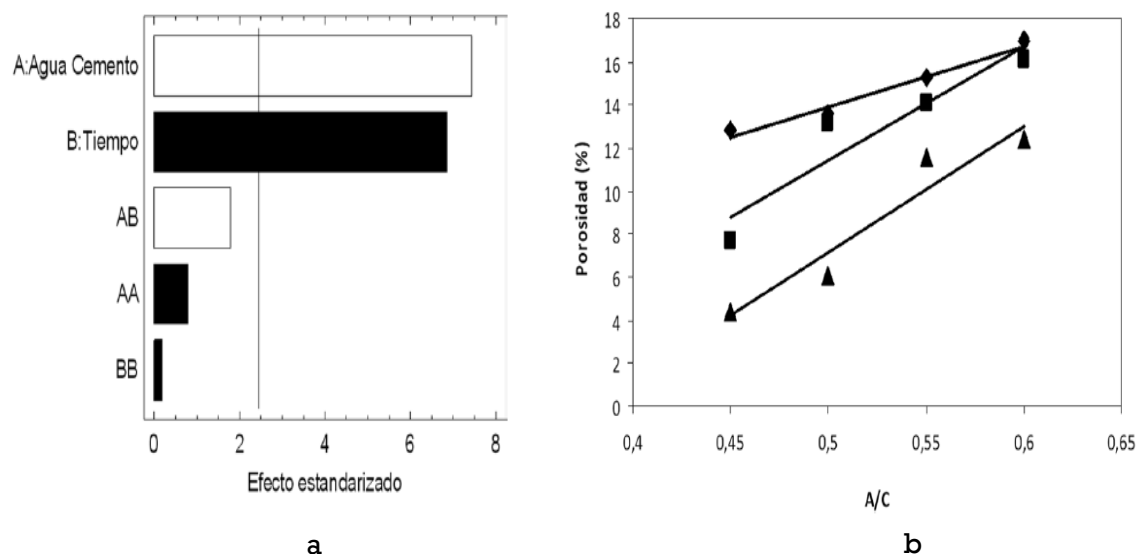 A:Agua Cemento
B:Tiempo
AB
AA
BB
0 2 4 6 8
Efecto estandarizado
a
18
16
14
12
10
8
6
4
2
0
Porosidad (%)
0,4 0,45 0,5 0,55 0,6 0,65
A/C
b